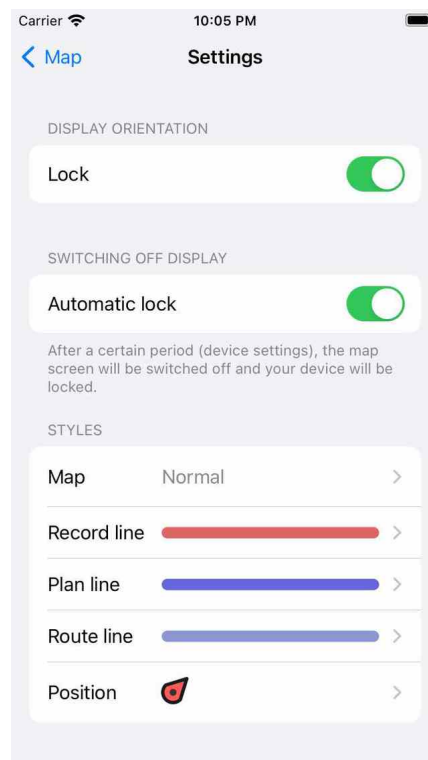 Carrier 10:05 PM
Map Settings
DISPLAY ORIENTATION
Lock
SWITCHING OFF DISPLAY
Automatic lock
After a certain period (device settings), the map
screen will be switched off and your device will be
locked.
STYLES
Map Normal
Record line
Plan line
Route line
Position